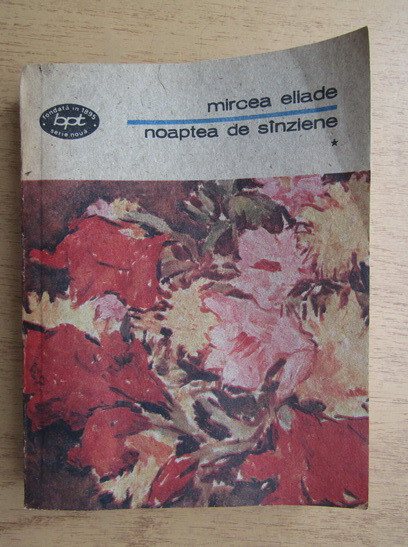 mircea eliade
noaptea de sînziene
*
fondată în 1895
bpt
serie nouă